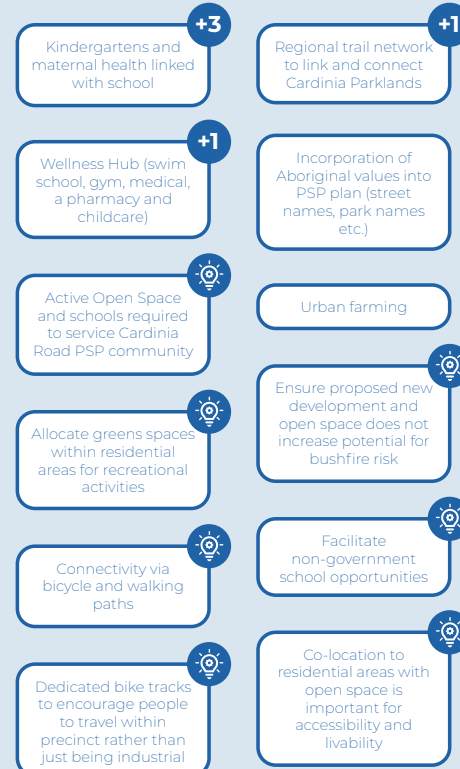 +3
Kindergartens and
maternal health linked
with school
+1
Wellness Hub (swim
school, gym, medical,
a pharmacy and
childcare)
Active Open Space
and schools required
to service Cardinia
Road PSP community
Allocate greens spaces
within residential
areas for recreational
activities
Connectivity via
bicycle and walking
paths
Dedicated bike tracks
to encourage people
to travel within
precinct rather than
just being industrial
+1
Regional trail network
to link and connect
Cardinia Parklands
Incorporation of
Aboriginal values into
PSP plan (street
names, park names
etc.)
Urban farming
Ensure proposed new
development and
open space does not
increase potential for
bushfire risk
Facilitate
non-government
school opportunities
Co-location to
residential areas with
open space is
important for
accessibility and
livability